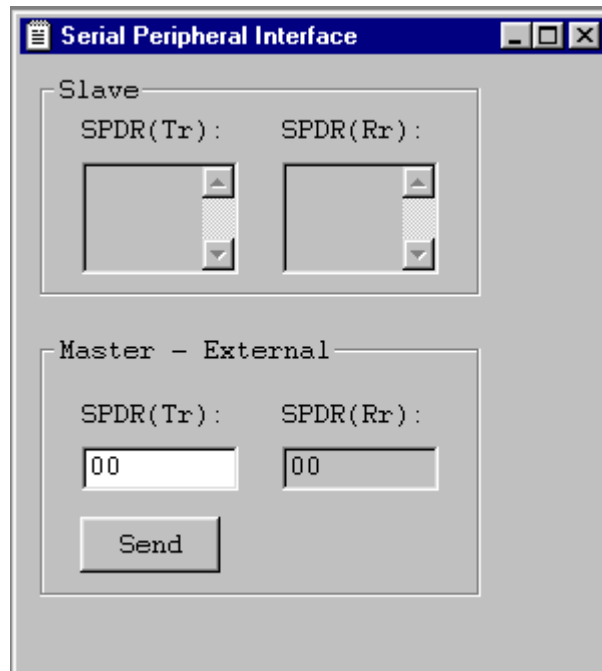 Serial Peripheral Interface
Slave
SPDR(Tr): SPDR(Rr):
Master - External
SPDR(Tr): SPDR(Rr):
00 00
Send